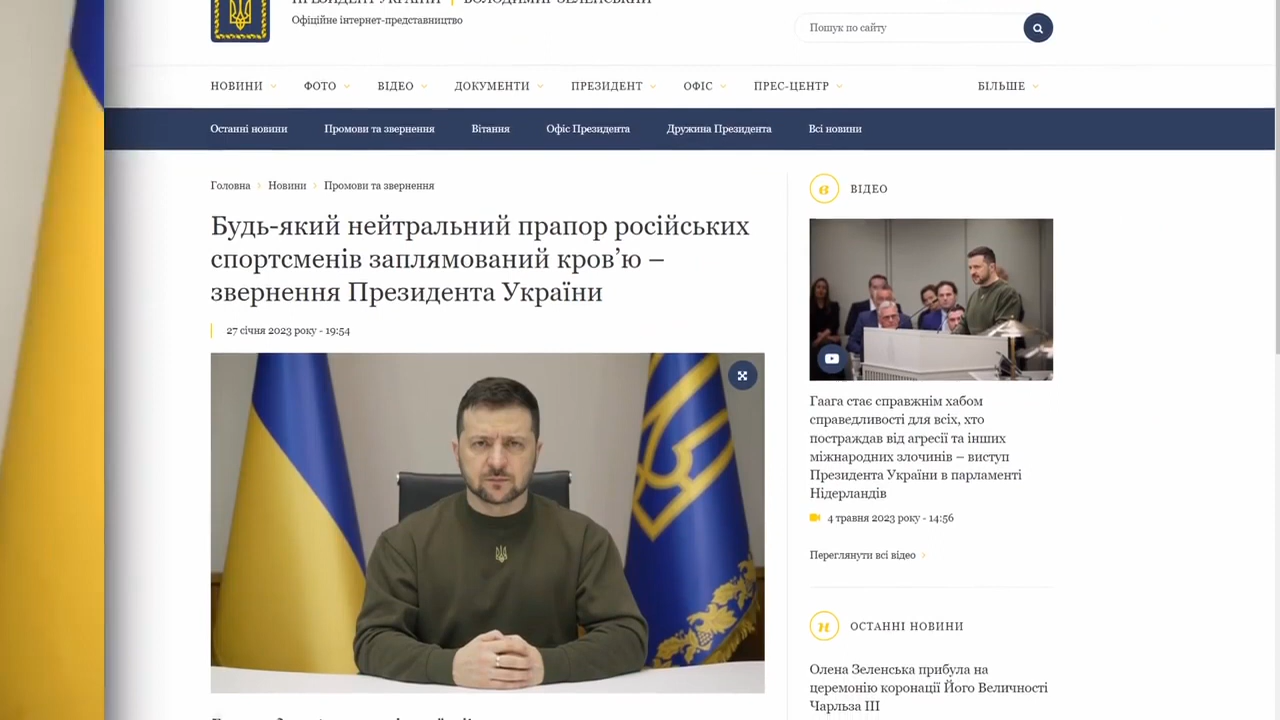 ПРЕЗИДЕНТ УКРАЇНИ | ВОЛОДИМИР ЗЕЛЕНСЬКИЙ
Офіційне інтернет-представництво
Пошук по сайту
НОВИНИ ФОТО ВІДЕО ДОКУМЕНТИ ПРЕЗИДЕНТ ОФІС ПРЕС-ЦЕНТР БІЛЬШЕ
Останні новини Промови та звернення Вітання Офіс Президента Дружина Президента Всі новини
Головна › Новини › Промови та звернення
Будь-який нейтральний прапор російських
спортсменів заплямований кров’ю –
звернення Президента України
27 січня 2023 року - 19:54
ВІДЕО
Гаага стає справжнім хабом
справедливості для всіх, хто
постраждав від агресії та інших
міжнародних злочинів – виступ
Президента України в парламенті
Нідерландів
4 травня 2023 року - 14:56
Переглянути всі відео ›
ОСТАННІ НОВИНИ
Олена Зеленська прибула на
церемонію коронації Його Величності
Чарльза III